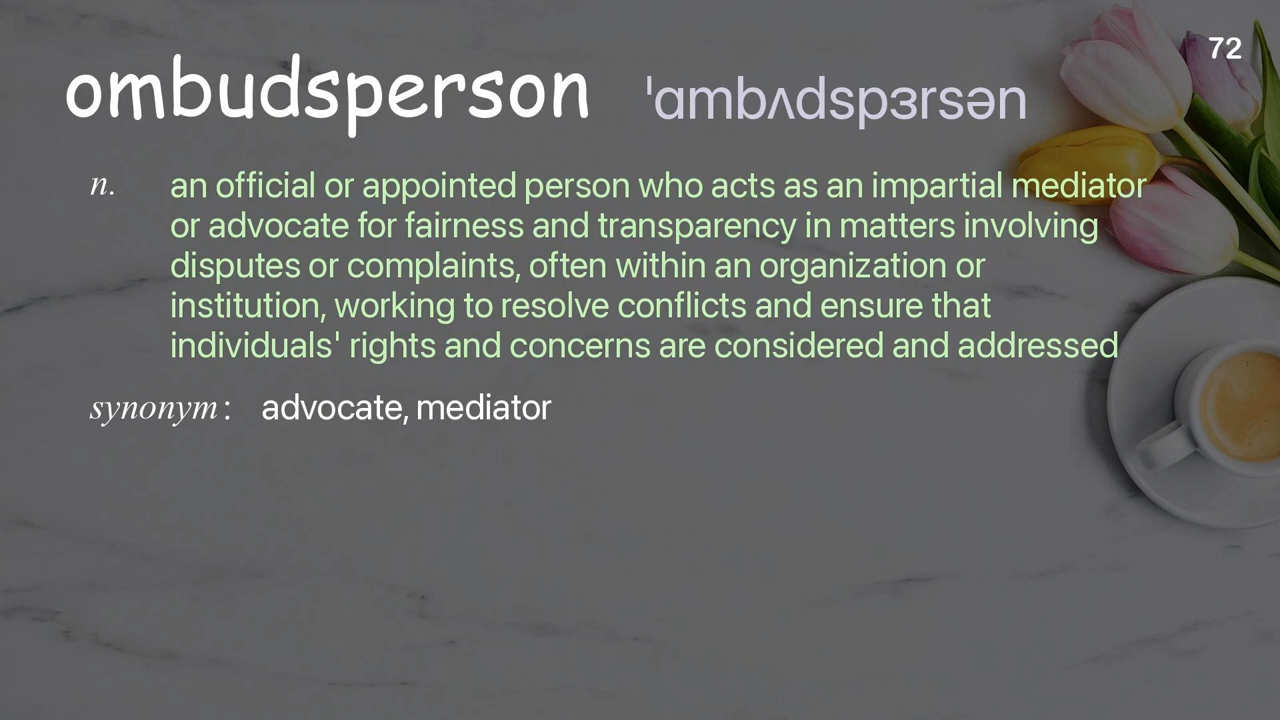 72
ombudsperson ˈɑmbʌdspɜrsən
n. an official or appointed person who acts as an impartial mediator
or advocate for fairness and transparency in matters involving
disputes or complaints, often within an organization or
institution, working to resolve conflicts and ensure that
individuals' rights and concerns are considered and addressed
synonym: advocate, mediator